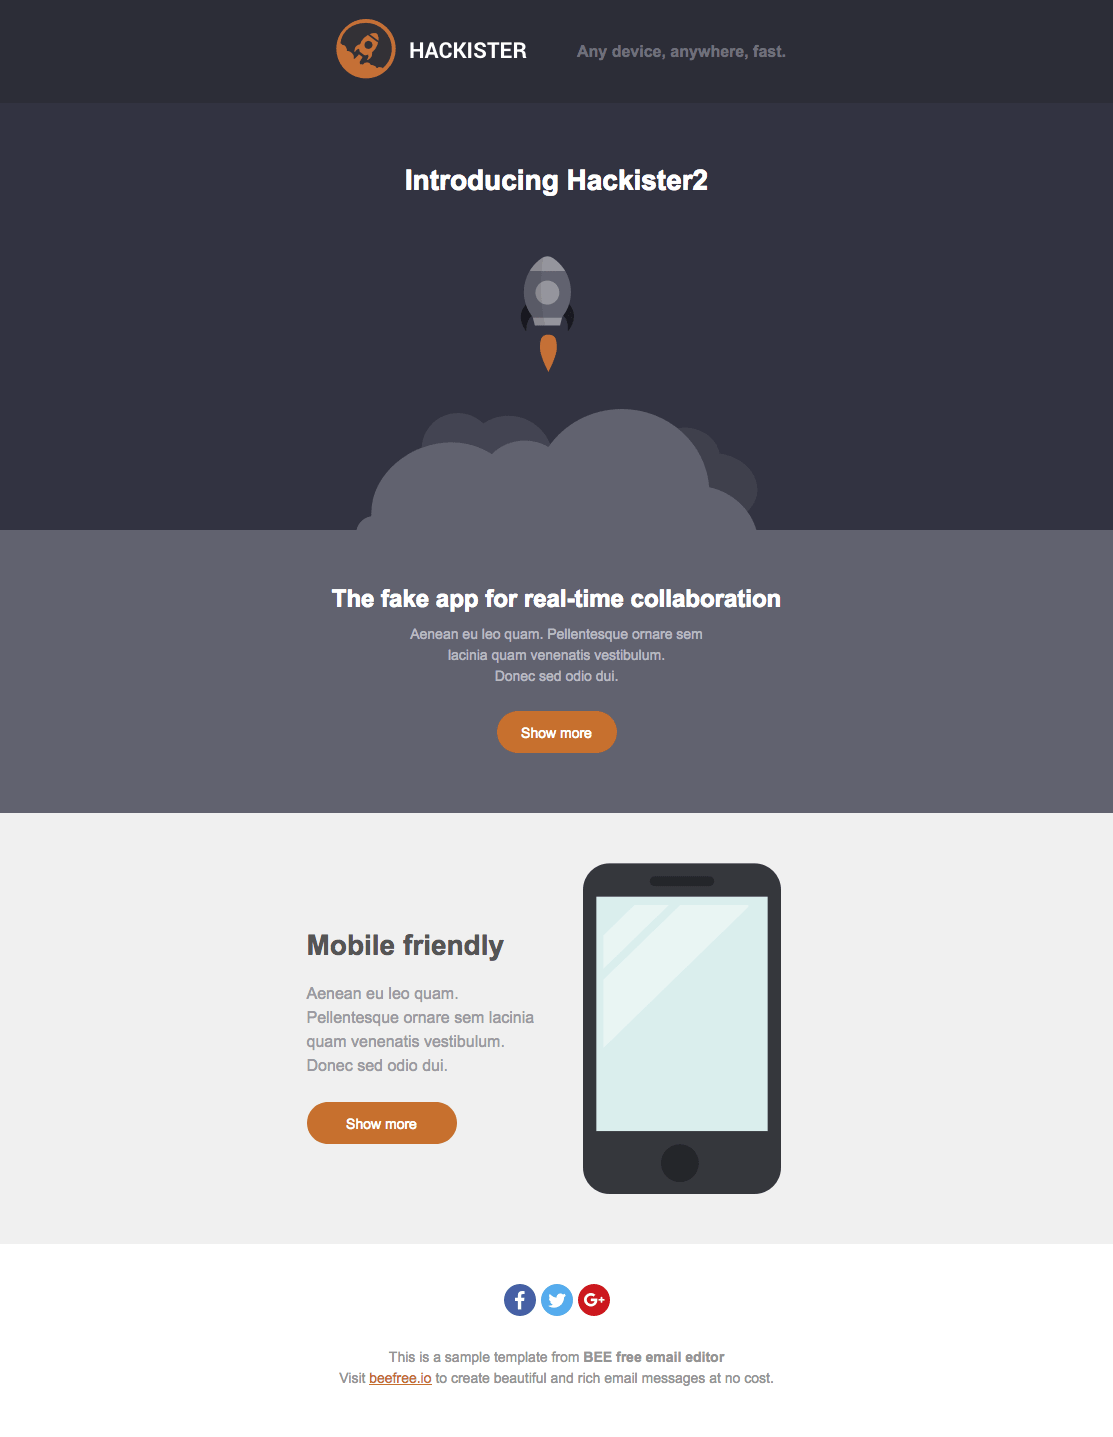 HACKISTER
Any device, anywhere, fast.
Introducing Hackister2
The fake app for real-time collaboration
Aenean eu leo quam. Pellentesque ornare sem
lacinia quam venenatis vestibulum.
Donec sed odio dui.
Show more
Mobile friendly
Aenean eu leo quam.
Pellentesque ornare sem lacinia
quam venenatis vestibulum.
Donec sed odio dui.
Show more
f
G+
This is a sample template from BEE free email editor
Visit beefree.io to create beautiful and rich email messages at no cost.